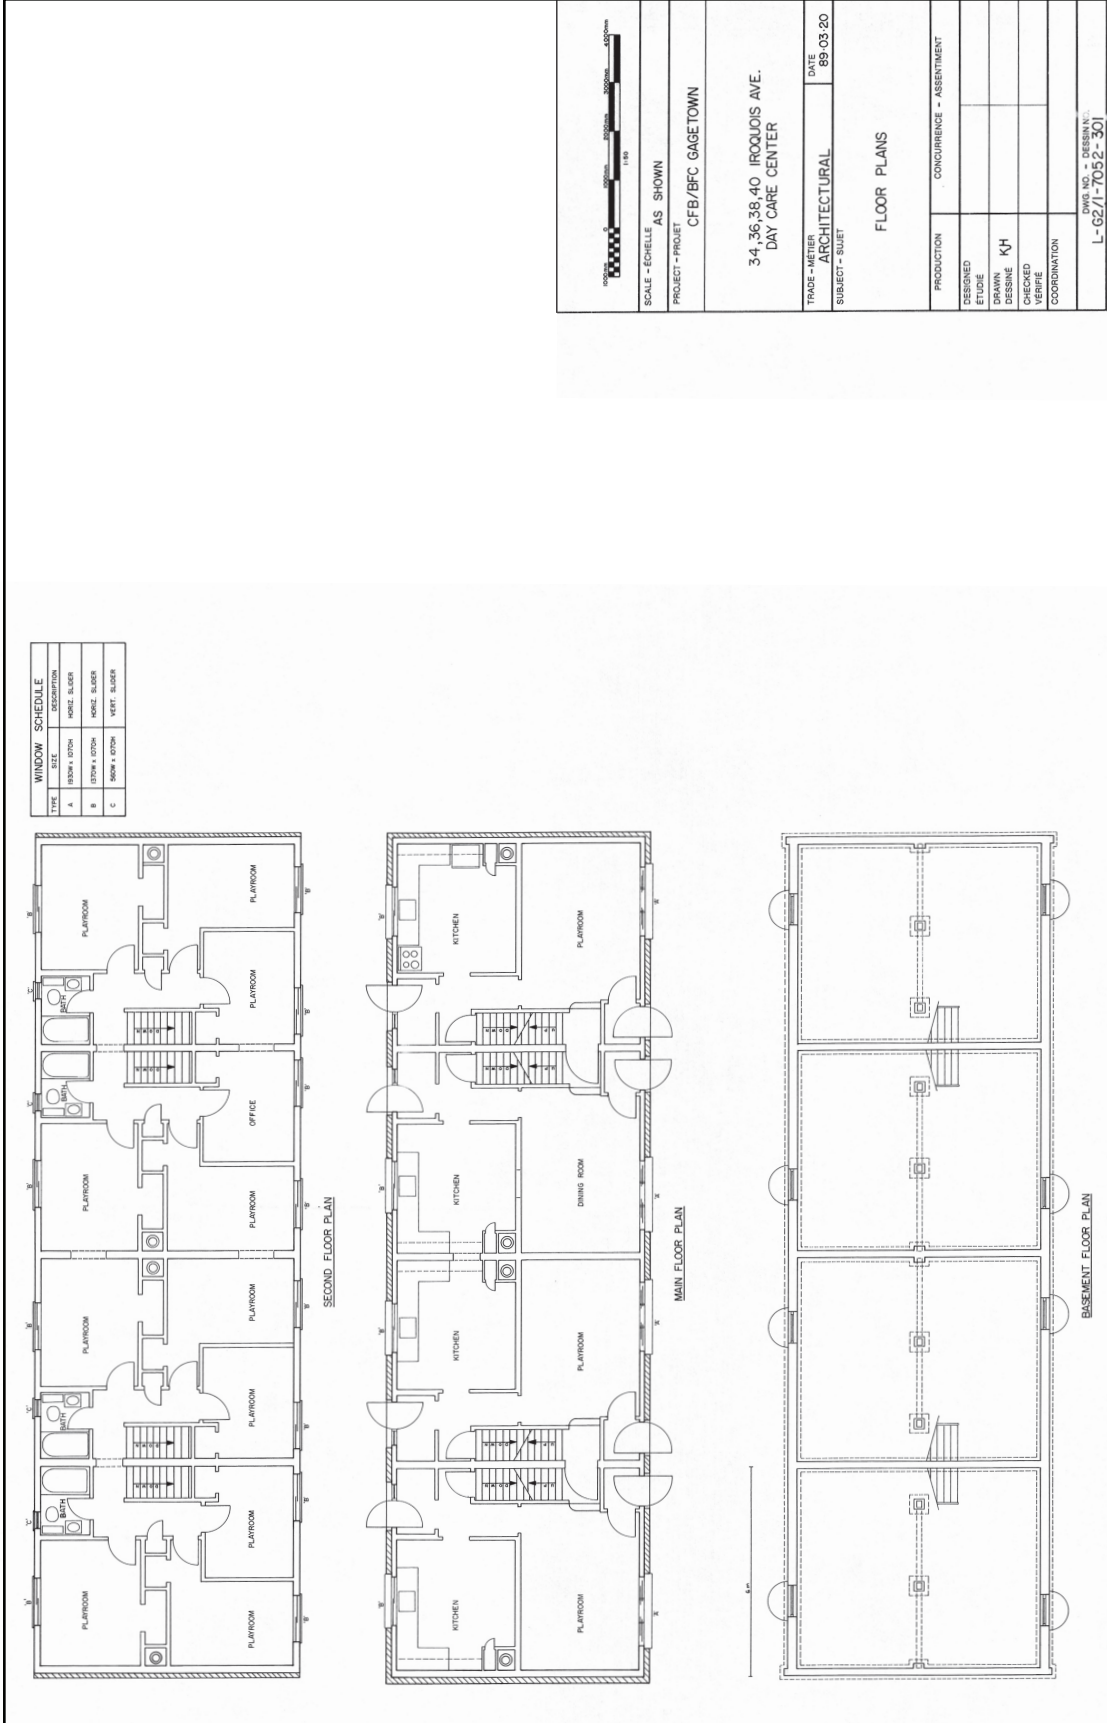 WINDOW SCHEDULE
TYPE SIZE DESCRIPTION
A 1930W x 1070H HORIZ. SLIDER
B 1370W x 1070H HORIZ. SLIDER
C 560W x 1070H VERT. SLIDER
'B' 'C' 'C' 'B' 'B' 'C' 'C' 'B'
PLAYROOM BATH BATH PLAYROOM PLAYROOM BATH BATH PLAYROOM
PLAYROOM PLAYROOM PLAYROOM PLAYROOM PLAYROOM OFFICE PLAYROOM PLAYROOM
'B' 'B' 'B' 'B' 'B' 'B' 'B' 'B'
SECOND FLOOR PLAN
'B' 'B' 'B' 'B'
KITCHEN KITCHEN KITCHEN KITCHEN
PLAYROOM PLAYROOM DINING ROOM PLAYROOM
'A' 'A' 'A' 'A'
MAIN FLOOR PLAN
6 m
BASEMENT FLOOR PLAN
1000mm 0 1000mm 2000mm 3000mm 4000mm
1:50
SCALE - ÉCHELLE
AS SHOWN
PROJECT - PROJET
CFB/BFC GAGETOWN
34,36,38,40 IROQUOIS AVE.
DAY CARE CENTER
TRADE - MÉTIER
ARCHITECTURAL
DATE
89·03·20
SUBJECT - SUJET
FLOOR PLANS
PRODUCTION
CONCURRENCE - ASSENTIMENT
DESIGNED
ÉTUDIÉ
DRAWN
DESSINÉ
KH
CHECKED
VÉRIFIÉ
COORDINATION
DWG. NO. - DESSIN NO.
L-G2/1-7052-301